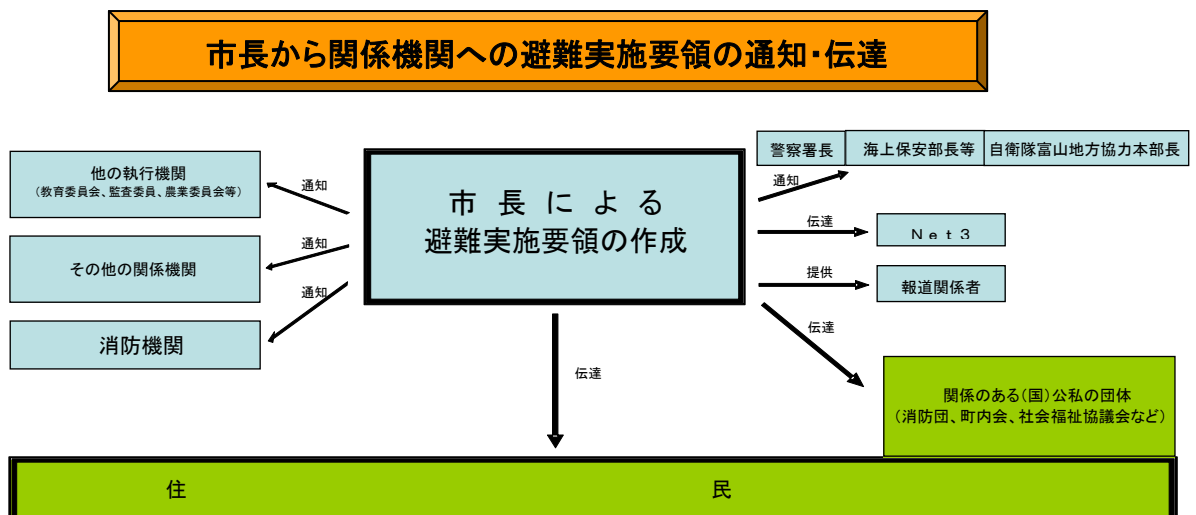 市長から関係機関への避難実施要領の通知・伝達
警察署長
海上保安部長等
自衛隊富山地方協力本部長
他の執行機関
（教育委員会、監査委員、農業委員会等）
通知
市長による
避難実施要領の作成
通知
伝達
Net3
その他の関係機関
通知
提供
報道関係者
消防機関
通知
伝達
伝達
関係のある（国）公私の団体
（消防団、町内会、社会福祉協議会など）
住民